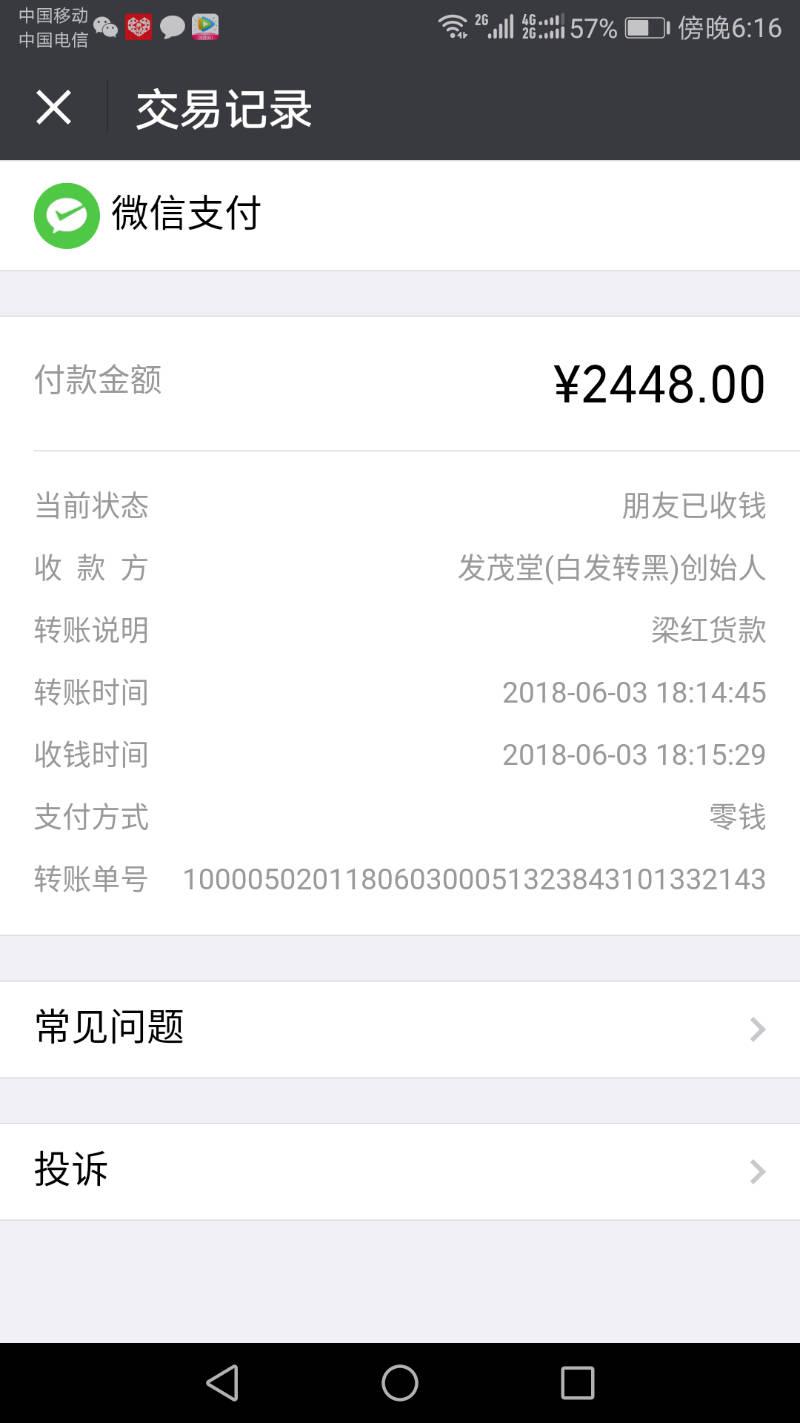 中国移动
中国电信
2G 4G 2G 57% 傍晚6:16
交易记录
微信支付
付款金额 ¥2448.00
当前状态 朋友已收钱
收款方 发茂堂(白发转黑)创始人
转账说明 梁红货款
转账时间 2018-06-03 18:14:45
收钱时间 2018-06-03 18:15:29
支付方式 零钱
转账单号 1000050201180603000513238431013​32143
常见问题
投诉